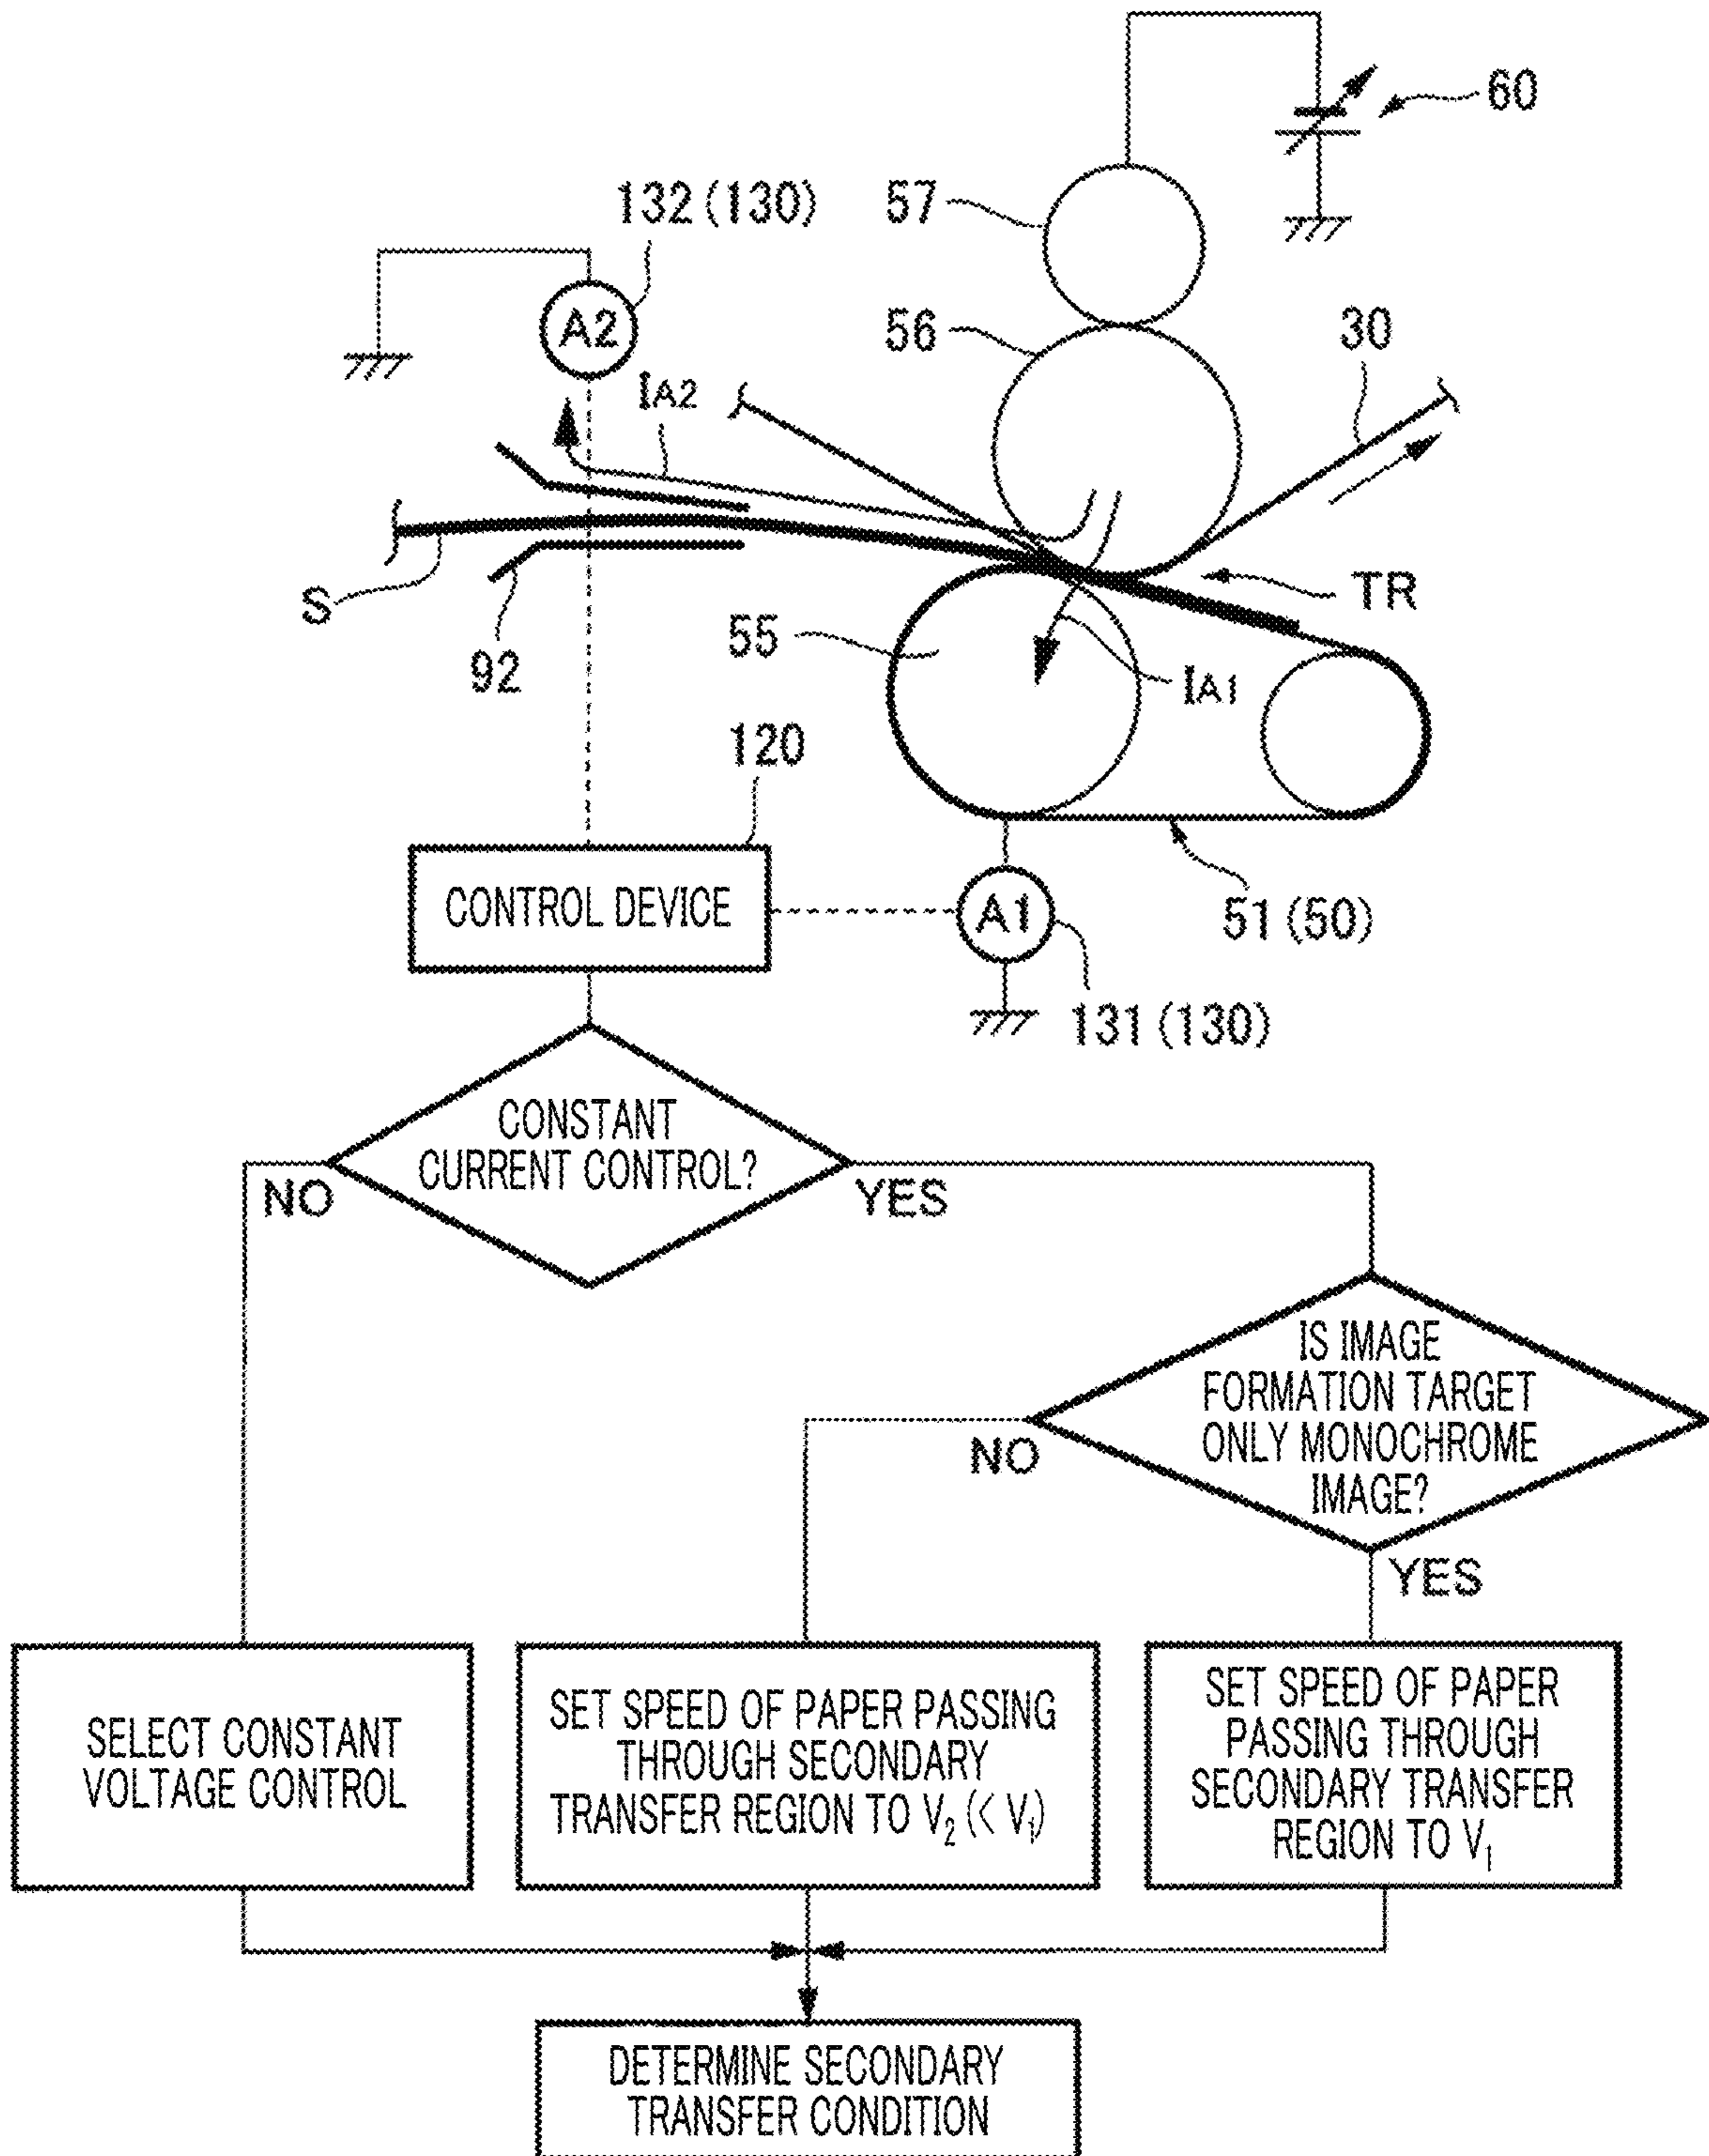 60
132 (130)
57
A2
56
30
IA2
S
TR
55
92
IA1
120
CONTROL DEVICE
A1
51 (50)
131 (130)
CONSTANT
CURRENT CONTROL?
NO
YES
IS IMAGE
FORMATION TARGET
ONLY MONOCHROME
IMAGE?
NO
YES
SELECT CONSTANT
VOLTAGE CONTROL
SET SPEED OF PAPER PASSING
THROUGH SECONDARY
TRANSFER REGION TO V2 (< V1)
SET SPEED OF PAPER
PASSING THROUGH
SECONDARY TRANSFER
REGION TO V1
DETERMINE SECONDARY
TRANSFER CONDITION